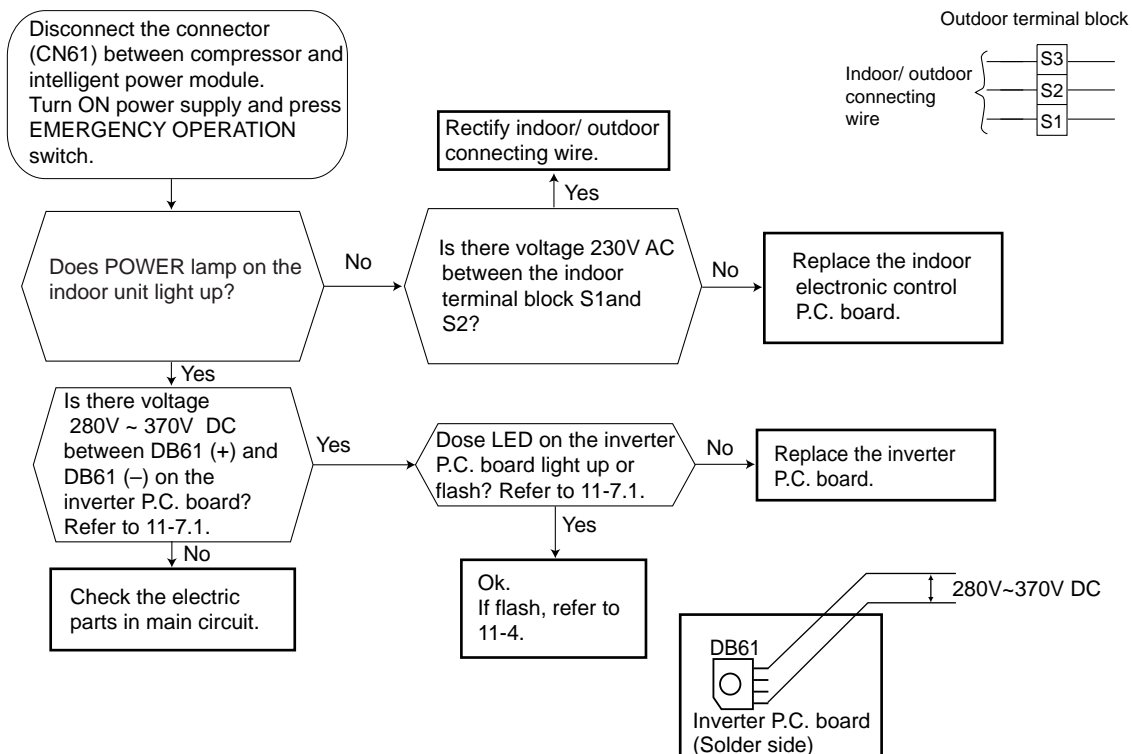 Disconnect the connector
(CN61) between compressor and
intelligent power module.
Turn ON power supply and press
EMERGENCY OPERATION
switch.
Outdoor terminal block
Indoor/ outdoor
connecting
wire
S3
S2
S1
Rectify indoor/ outdoor
connecting wire.
Yes
Does POWER lamp on the
indoor unit light up?
No
Is there voltage 230V AC
between the indoor
terminal block S1and
S2?
No
Replace the indoor
electronic control
P.C. board.
Yes
Is there voltage
280V ~ 370V DC
between DB61 (+) and
DB61 (–) on the
inverter P.C. board?
Refer to 11-7.1.
Yes
Dose LED on the inverter
P.C. board light up or
flash? Refer to 11-7.1.
No
Replace the inverter
P.C. board.
No
Yes
Check the electric
parts in main circuit.
Ok.
If flash, refer to
11-4.
280V~370V DC
DB61
Inverter P.C. board
(Solder side)